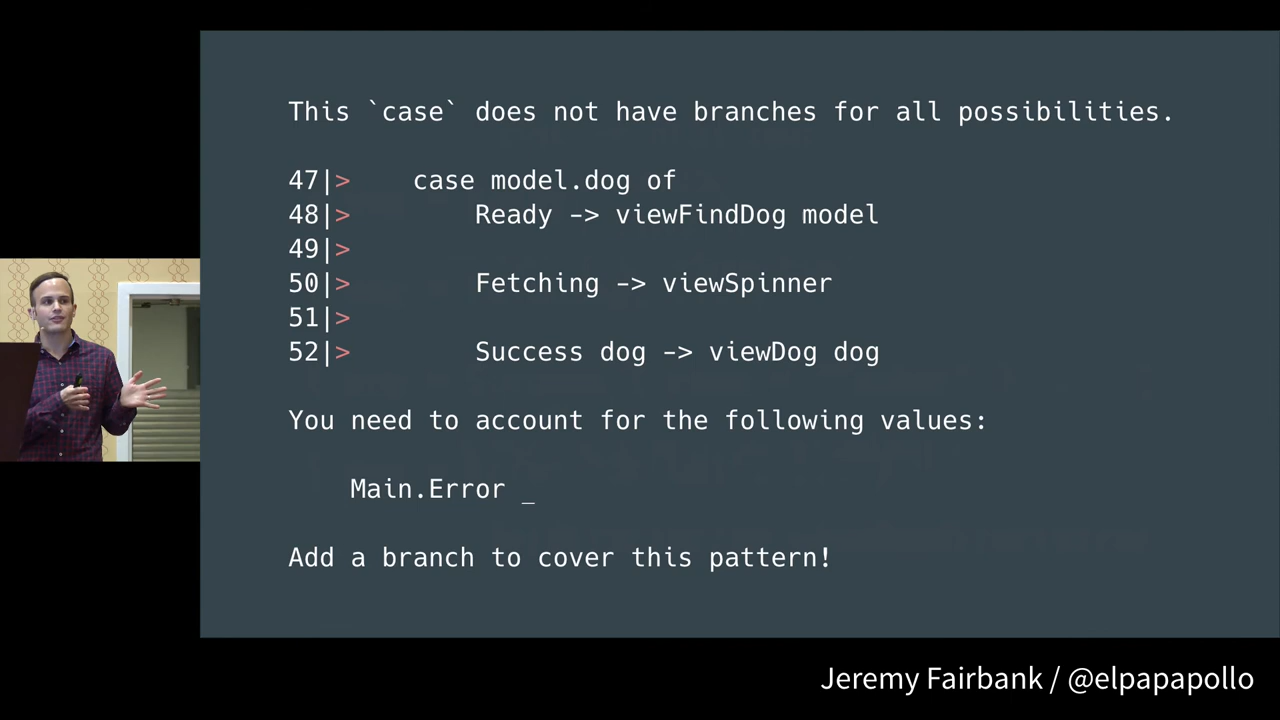 This `case` does not have branches for all possibilities.
47|>    case model.dog of
48|>        Ready -> viewFindDog model
49|>
50|>        Fetching -> viewSpinner
51|>
52|>        Success dog -> viewDog dog
You need to account for the following values:
    Main.Error _
Add a branch to cover this pattern!
Jeremy Fairbank / @elpapapollo